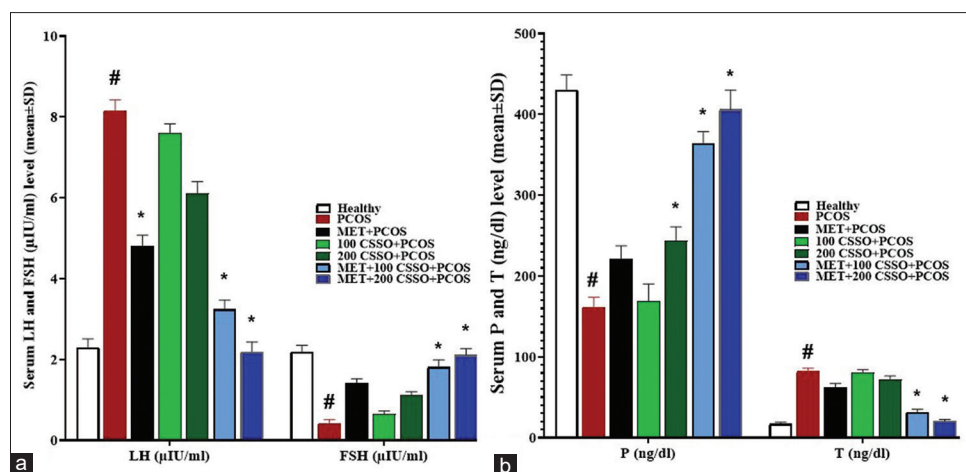 Serum LH and FSH (µIU/ml) level (mean±SD)
10
8
6
4
2
0
#
*
*
*
#
*
*
Healthy
PCOS
MET+PCOS
100 CSSO+PCOS
200 CSSO+PCOS
MET+100 CSSO+PCOS
MET+200 CSSO+PCOS
LH (µIU/ml)
FSH (µIU/ml)
a
Serum P and T (ng/dl) level (mean±SD)
500
400
300
200
100
0
#
*
*
*
#
*
*
Healthy
PCOS
MET+PCOS
100 CSSO+PCOS
200 CSSO+PCOS
MET+100 CSSO+PCOS
MET+200 CSSO+PCOS
P (ng/dl)
T (ng/dl)
b